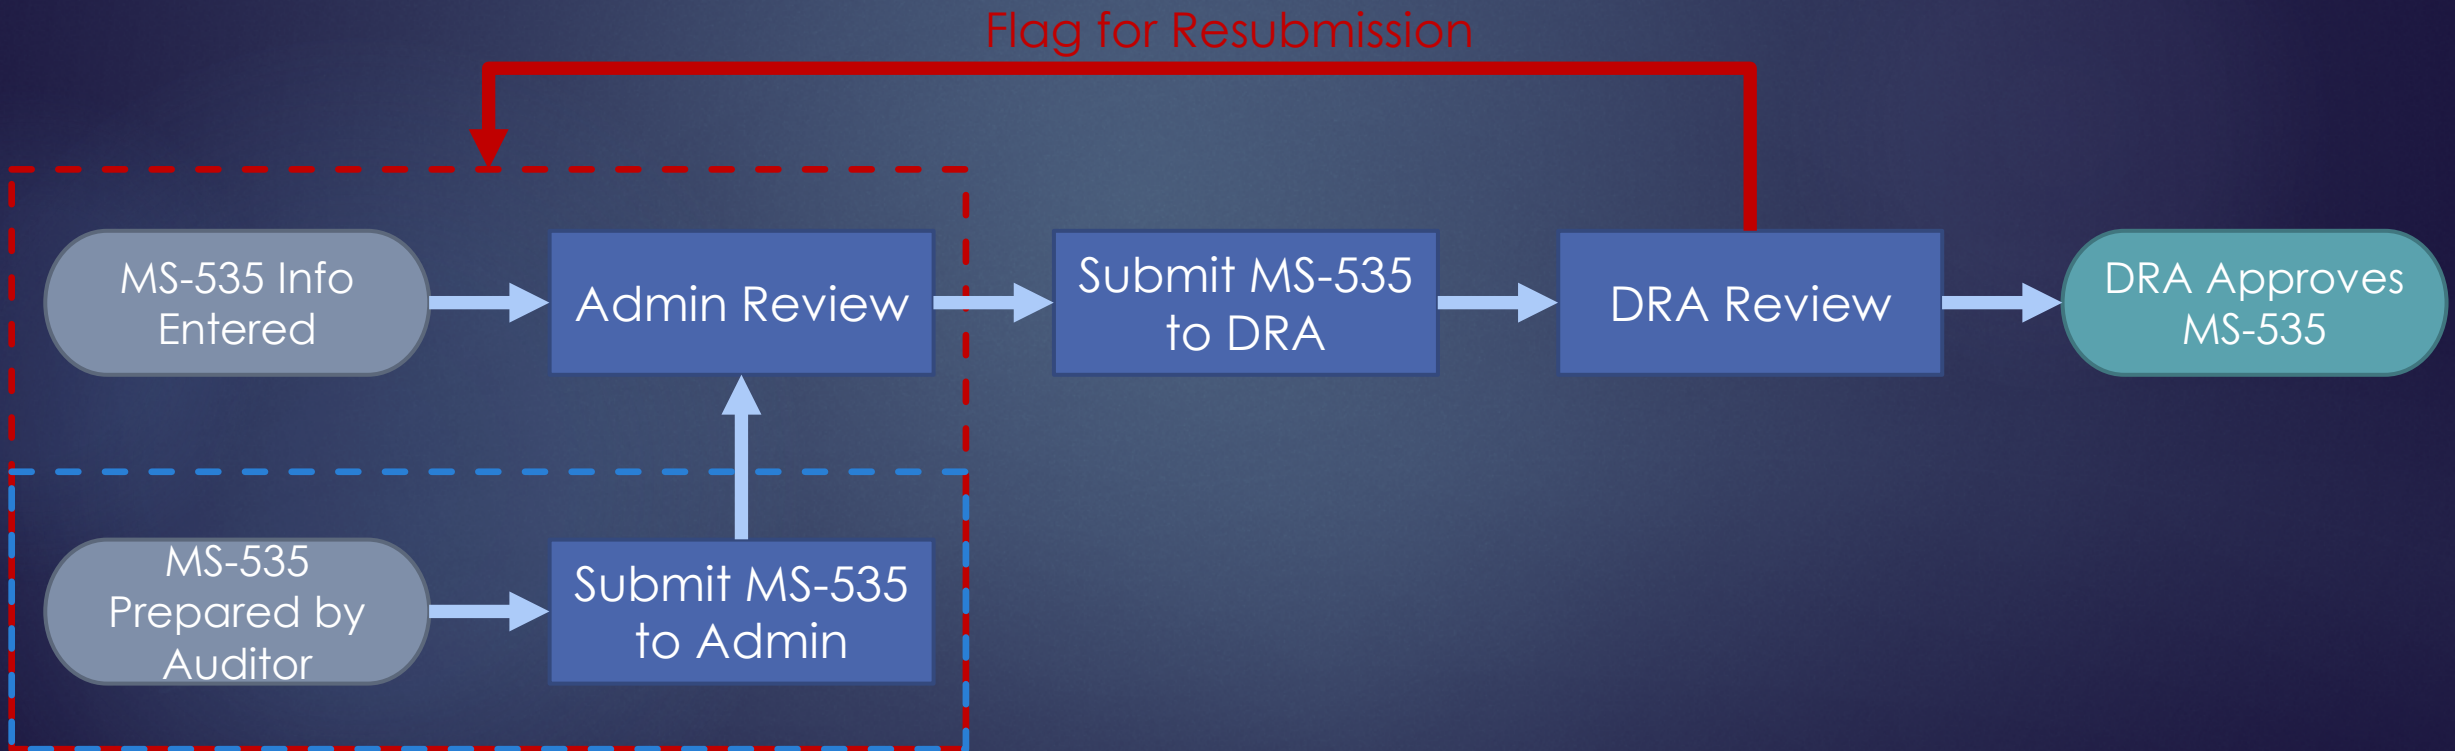 Flag for Resubmission
MS-535 Info
Entered
Admin Review
Submit MS-535
to DRA
DRA Review
DRA Approves
MS-535
MS-535
Prepared by
Auditor
Submit MS-535
to Admin